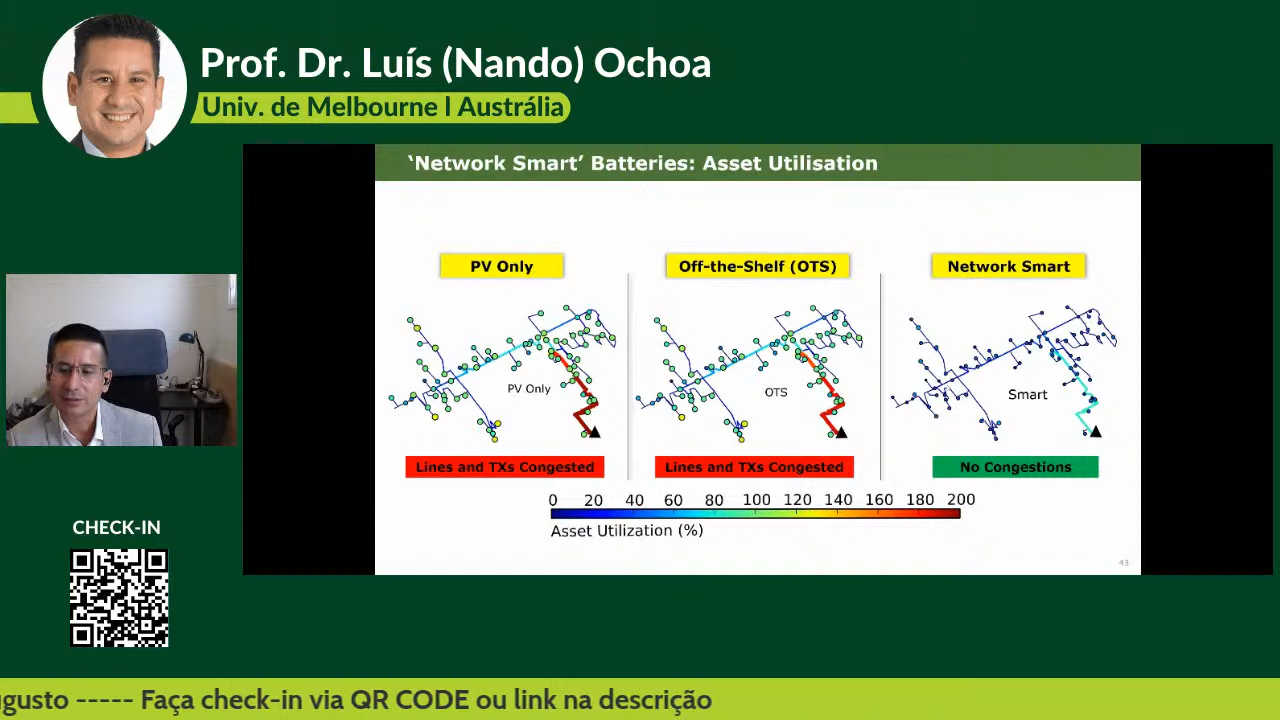 Prof. Dr. Luís (Nando) Ochoa
Univ. de Melbourne I Austrália
‘Network Smart’ Batteries: Asset Utilisation
PV Only
Off-the-Shelf (OTS)
Network Smart
PV Only
OTS
Smart
Lines and TXs Congested
Lines and TXs Congested
No Congestions
0 20 40 60 80 100 120 140 160 180 200
Asset Utilization (%)
43
CHECK-IN
ugusto ----- Faça check-in via QR CODE ou link na descrição